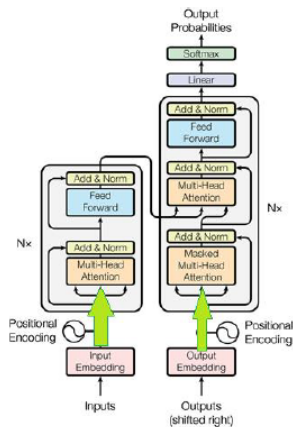 Output
Probabilities
Softmax
Linear
Add & Norm
Feed
Forward
Add & Norm
Multi-Head
Attention
Add & Norm
Masked
Multi-Head
Attention
Nx
Add & Norm
Feed
Forward
Nx
Add & Norm
Multi-Head
Attention
Positional
Encoding
Input
Embedding
Output
Embedding
Positional
Encoding
Inputs
Outputs
(shifted right)